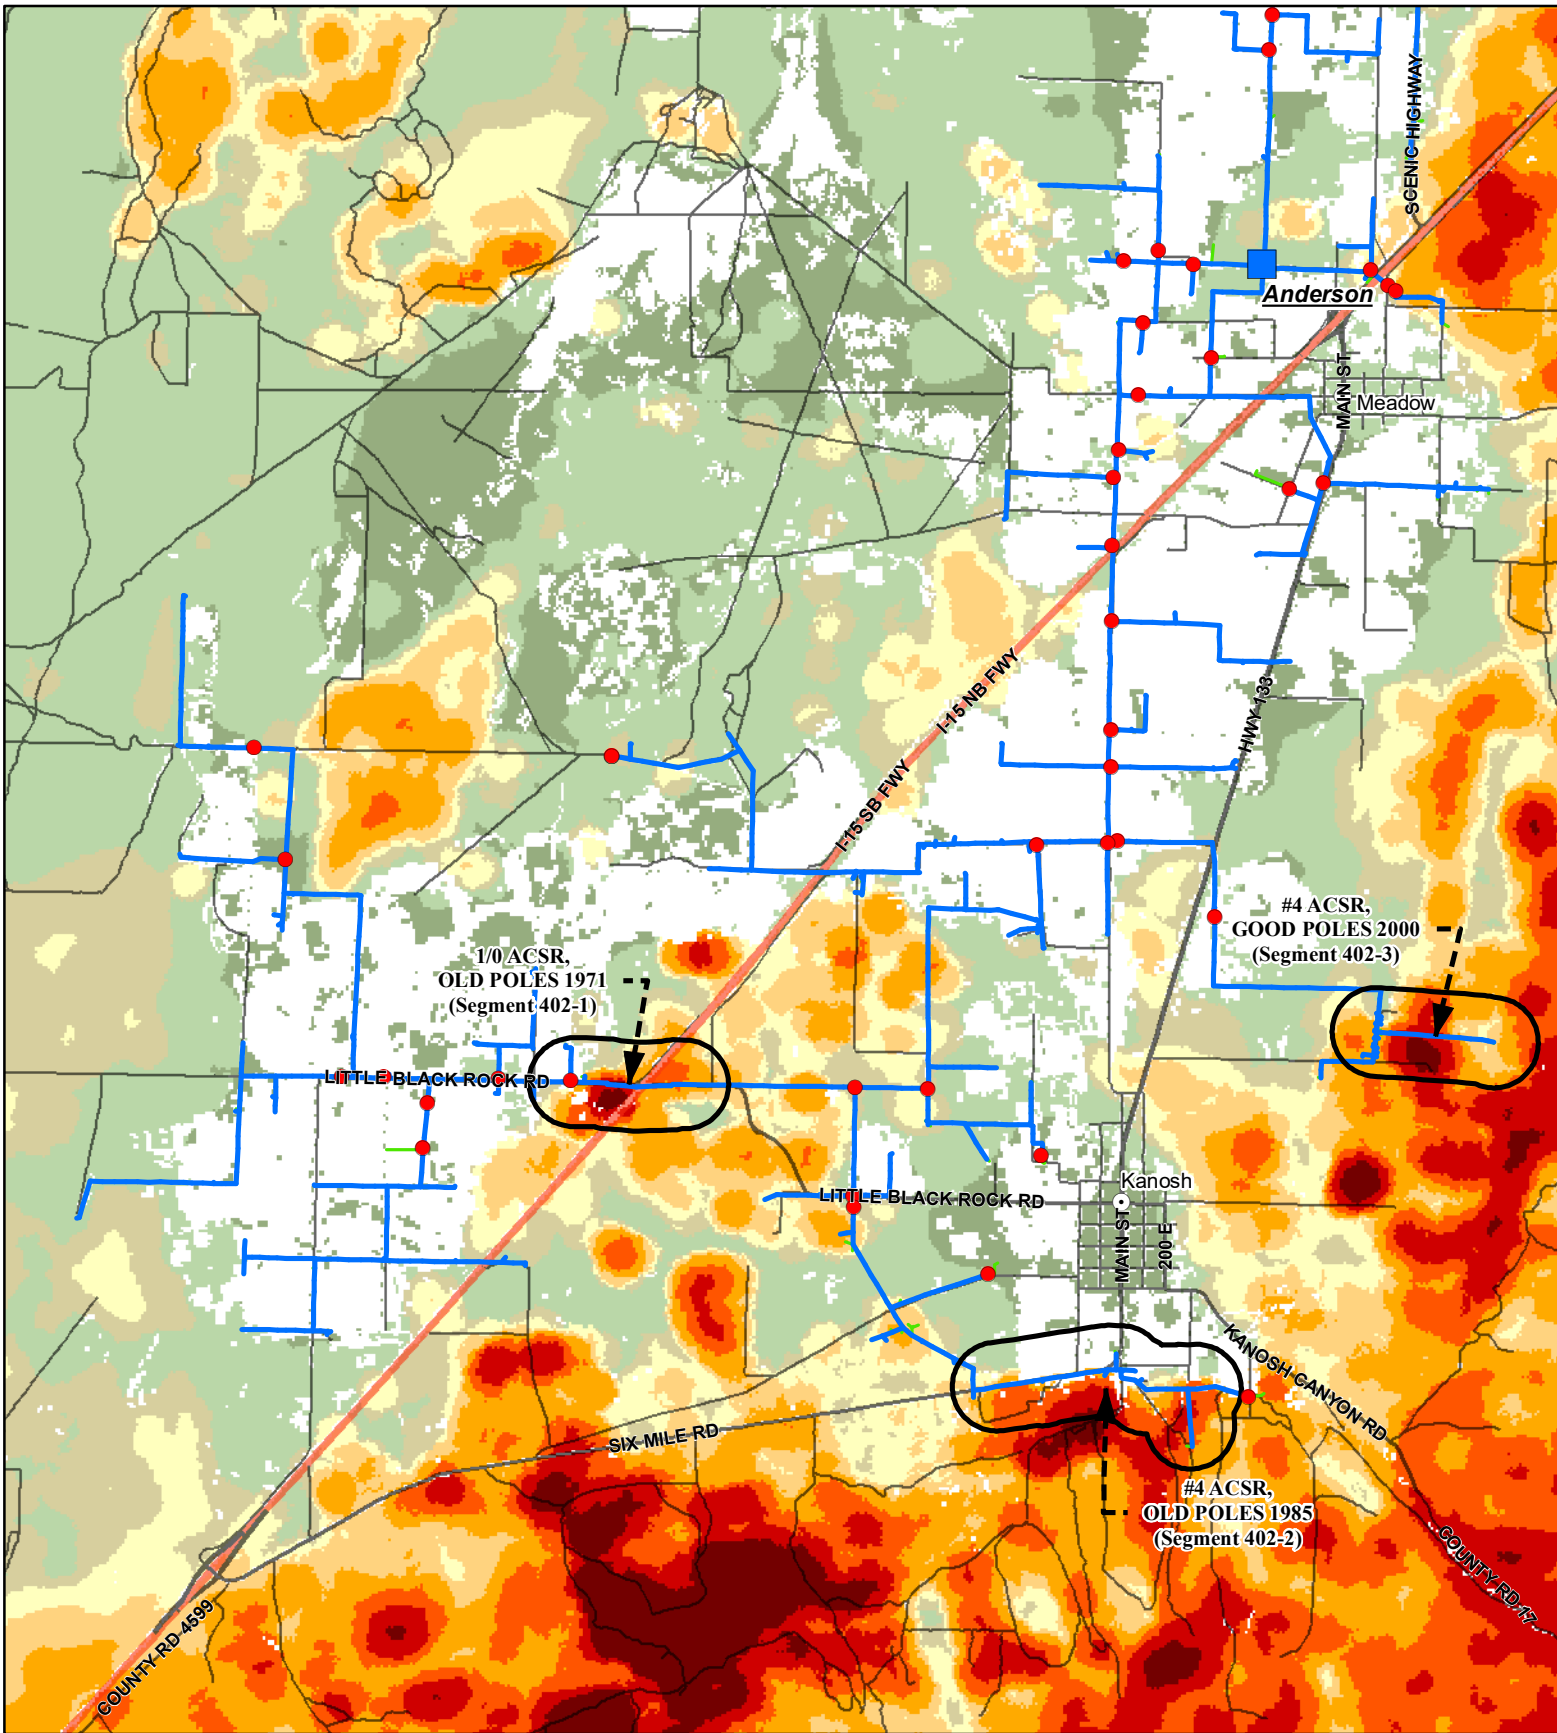 SCENIC HIGHWAY
Anderson
MAIN ST
Meadow
I-15 NB FWY
HWY 133
I-15 SB FWY
#4 ACSR,
GOOD POLES 2000
(Segment 402-3)
1/0 ACSR,
OLD POLES 1971
(Segment 402-1)
LITTLE BLACK ROCK RD
Kanosh
LITTLE BLACK ROCK RD
MAIN ST
200 E
KANOSH CANYON RD
SIX MILE RD
#4 ACSR,
OLD POLES 1985
(Segment 402-2)
COUNTY RD 17
COUNTY RD 4599